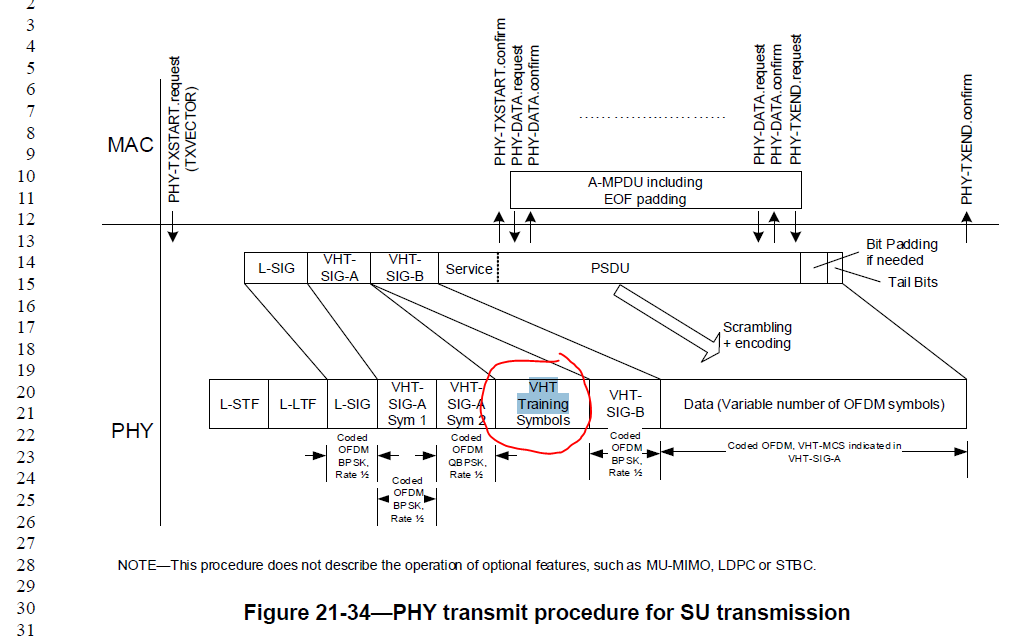 2
3
4
5
6
7
8
9
10
11
12
13
14
15
16
17
18
19
20
21
22
23
24
25
26
27
28
29
30
31
MAC
PHY-TXSTART.request
(TXVECTOR)
PHY-TXSTART.confirm
PHY-DATA.request
PHY-DATA.confirm
PHY-DATA.request
PHY-DATA.confirm
PHY-TXEND.request
PHY-TXEND.confirm
A-MPDU including
EOF padding
L-SIG
VHT-
SIG-A
VHT-
SIG-B
Service
PSDU
Bit Padding
if needed
Tail Bits
Scrambling
+ encoding
PHY
L-STF
L-LTF
L-SIG
VHT-
SIG-A
Sym 1
VHT-
SIG-A
Sym 2
VHT
Training
Symbols
VHT-
SIG-B
Data (Variable number of OFDM symbols)
Coded
OFDM
BPSK,
Rate ½
Coded
OFDM
BPSK,
Rate ½
Coded
OFDM
QBPSK,
Rate ½
Coded
OFDM
BPSK,
Rate ½
Coded OFDM, VHT-MCS indicated in
VHT-SIG-A
NOTE—This procedure does not describe the operation of optional features, such as MU-MIMO, LDPC or STBC.
Figure 21-34—PHY transmit procedure for SU transmission